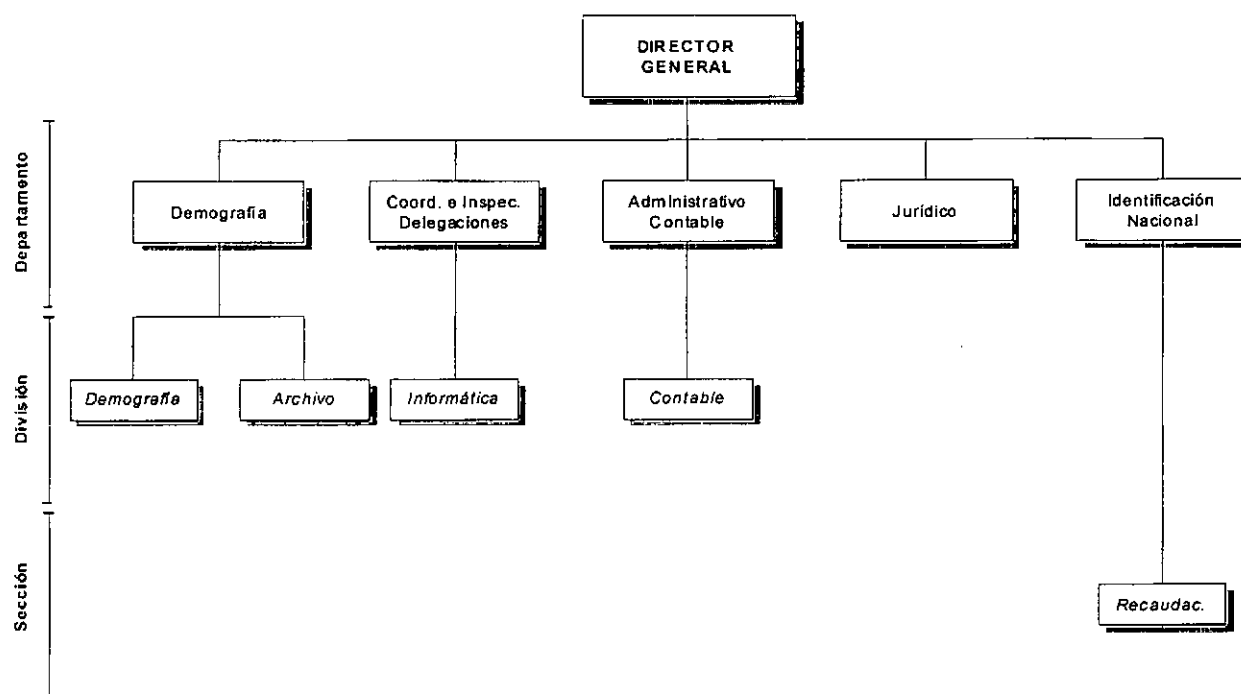 DIRECTOR
GENERAL
Departamento
Demografía
Coord. e Inspec.
Delegaciones
Administrativo
Contable
Jurídico
Identificación
Nacional
División
Demografía
Archivo
Informática
Contable
Sección
Recaudac.